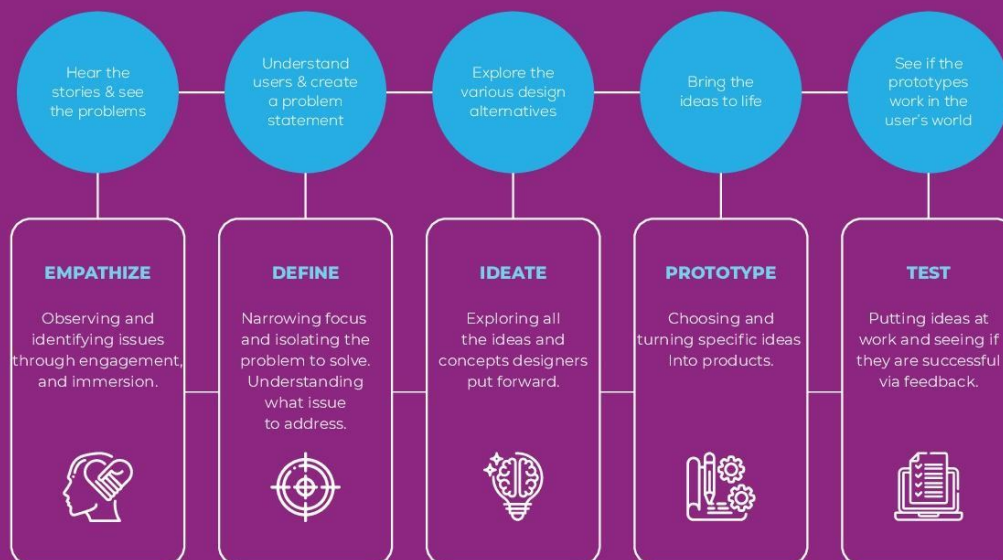 Hear the
stories & see
the problems
Understand
users & create
a problem
statement
Explore the
various design
alternatives
Bring the
ideas to life
See if the
prototypes
work in the
user's world
EMPATHIZE
Observing and
identifying issues
through engagement,
and immersion.
DEFINE
Narrowing focus
and isolating the
problem to solve.
Understanding
what issue
to address.
IDEATE
Exploring all
the ideas and
concepts designers
put forward.
PROTOTYPE
Choosing and
turning specific ideas
Into products.
TEST
Putting ideas at
work and seeing if
they are successful
via feedback.